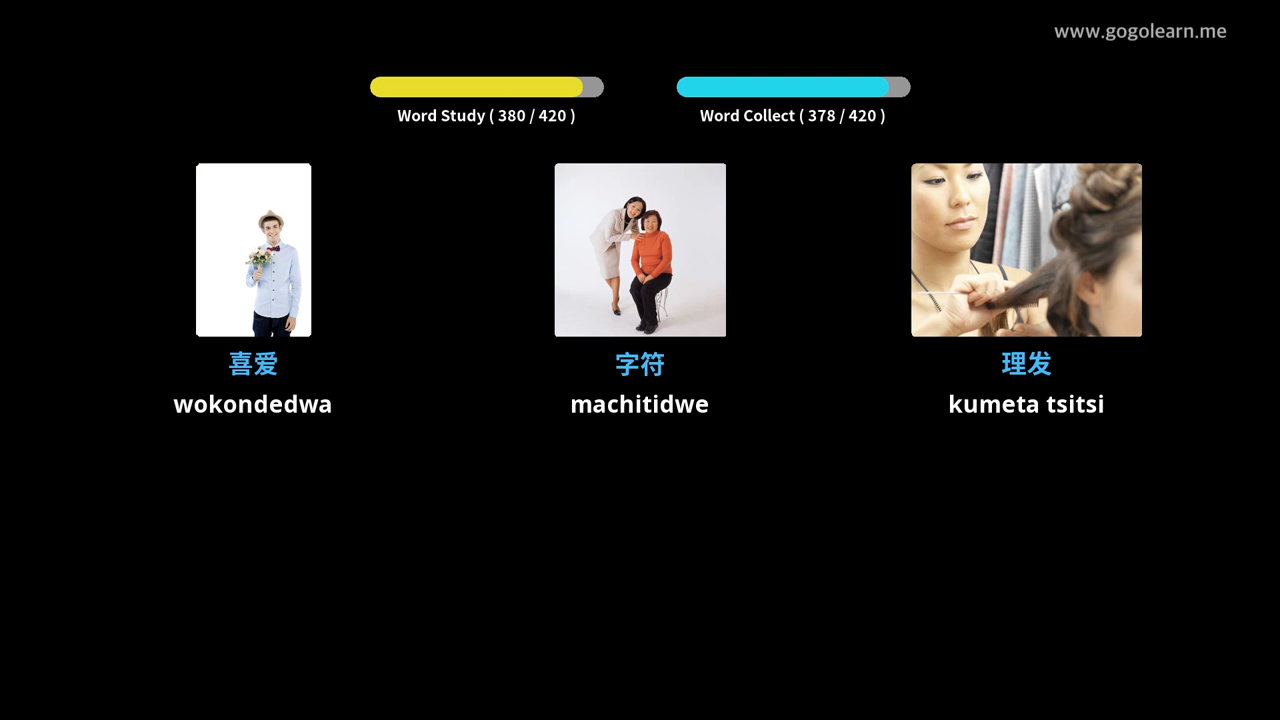 www.gogolearn.me
Word Study ( 380 / 420 )
Word Collect ( 378 / 420 )
喜爱
字符
理发
wokondedwa
machitidwe
kumeta tsitsi